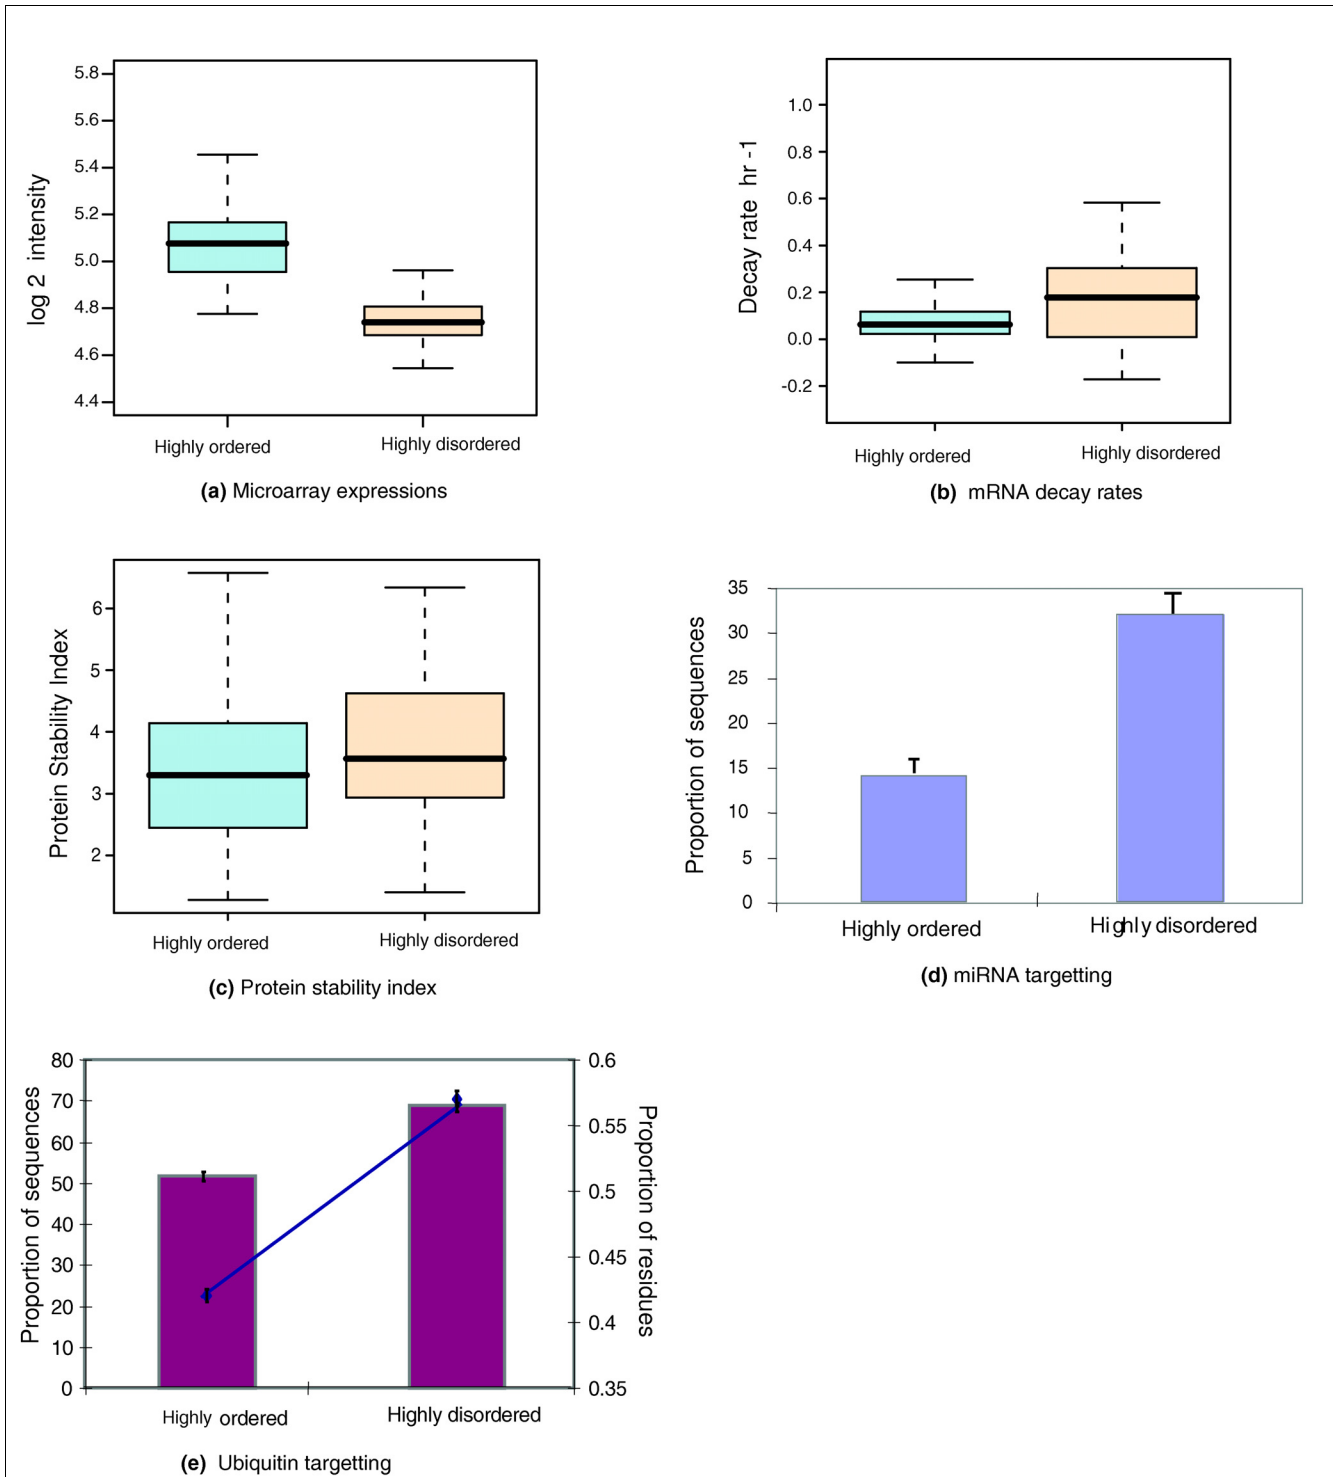 5.8
5.6
5.4
5.2
5.0
4.8
4.6
4.4
log 2 intensity
Highly ordered
Highly disordered
(a) Microarray expressions
1.0
0.8
0.6
0.4
0.2
0.0
-0.2
Decay rate hr -1
Highly ordered
Highly disordered
(b) mRNA decay rates
6
5
4
3
2
Protein Stability Index
Highly ordered
Highly disordered
(c) Protein stability index
35
30
25
20
15
10
5
0
Proportion of sequences
Highly ordered
Highly disordered
(d) miRNA targetting
80
70
60
50
40
30
20
10
0
Proportion of sequences
0.6
0.55
0.5
0.45
0.4
0.35
Proportion of residues
Highly ordered
Highly disordered
(e) Ubiquitin targetting